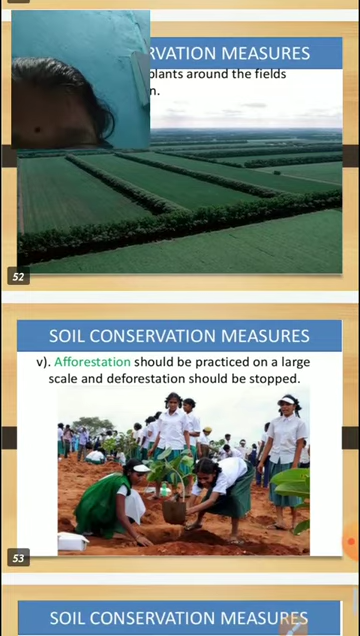 RVATION MEASURES
plants around the fields
n.
52
SOIL CONSERVATION MEASURES
v). Afforestation should be practiced on a large
scale and deforestation should be stopped.
53
SOIL CONSERVATION MEASURES